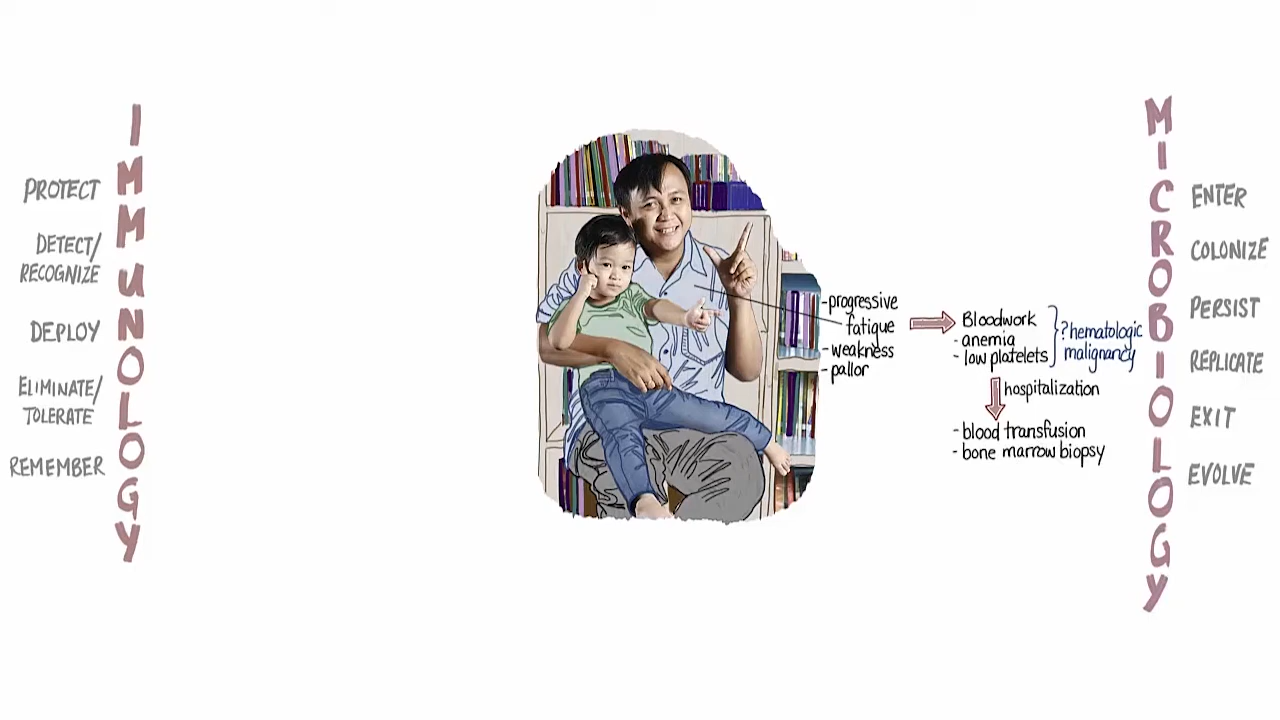 IMMUNOLOGY
PROTECT
DETECT/
RECOGNIZE
DEPLOY
ELIMINATE/
TOLERATE
REMEMBER
-progressive
fatigue
-weakness
-pallor
Bloodwork
- anemia
- low platelets
?hematologic
malignancy
hospitalization
- blood transfusion
- bone marrow biopsy
MICROBIOLOGY
ENTER
COLONIZE
PERSIST
REPLICATE
EXIT
EVOLVE